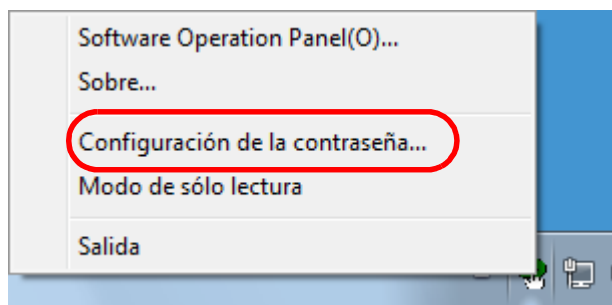 Software Operation Panel(O)...
Sobre...
Configuración de la contraseña...
Modo de sólo lectura
Salida